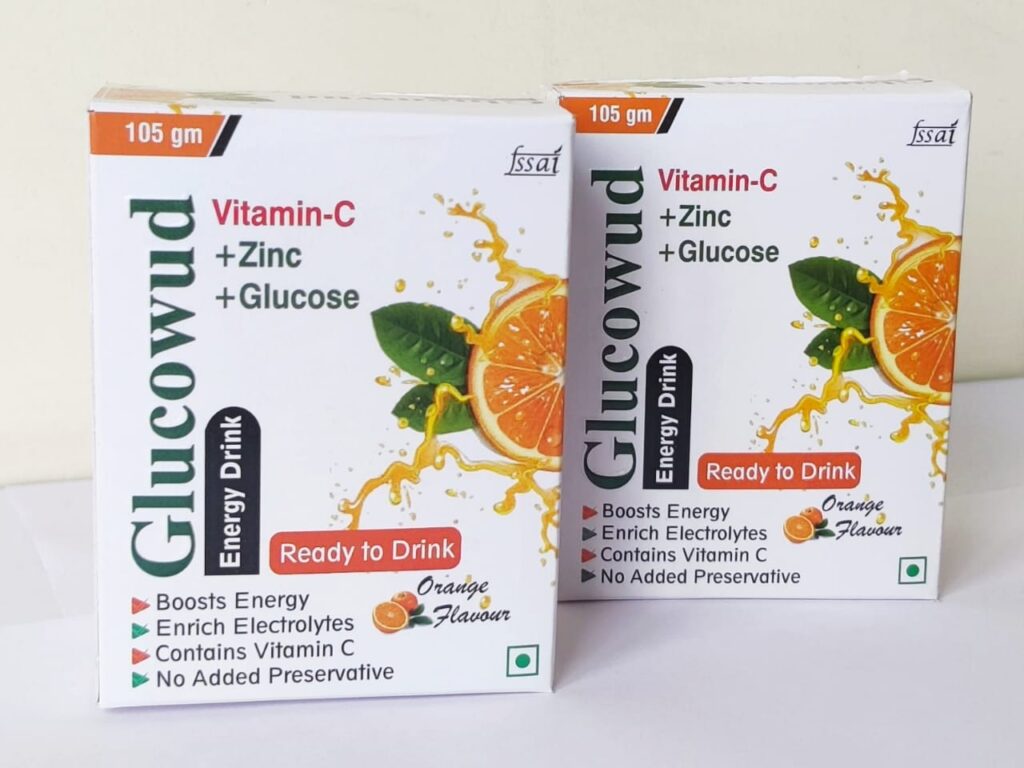 105 gm
fssai
Glucowud
Vitamin-C
+Zinc
+Glucose
Energy Drink
Ready to Drink
Orange
Flavour
Boosts Energy
Enrich Electrolytes
Contains Vitamin C
No Added Preservative
105 gm
fssai
Glucowud
Vitamin-C
+Zinc
+Glucose
Energy Drink
Ready to Drink
Orange
Flavour
Boosts Energy
Enrich Electrolytes
Contains Vitamin C
No Added Preservative